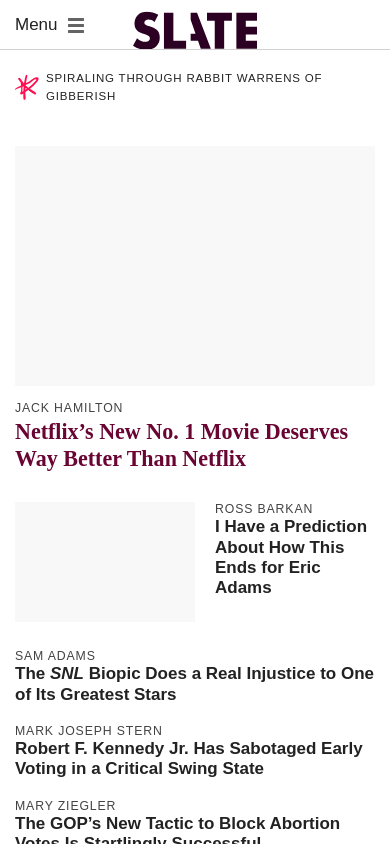 Menu
SLATE
SPIRALING THROUGH RABBIT WARRENS OF
GIBBERISH
JACK HAMILTON
Netflix’s New No. 1 Movie Deserves
Way Better Than Netflix
ROSS BARKAN
I Have a Prediction
About How This
Ends for Eric
Adams
SAM ADAMS
The SNL Biopic Does a Real Injustice to One
of Its Greatest Stars
MARK JOSEPH STERN
Robert F. Kennedy Jr. Has Sabotaged Early
Voting in a Critical Swing State
MARY ZIEGLER
The GOP’s New Tactic to Block Abortion
Votes Is Startlingly Successful